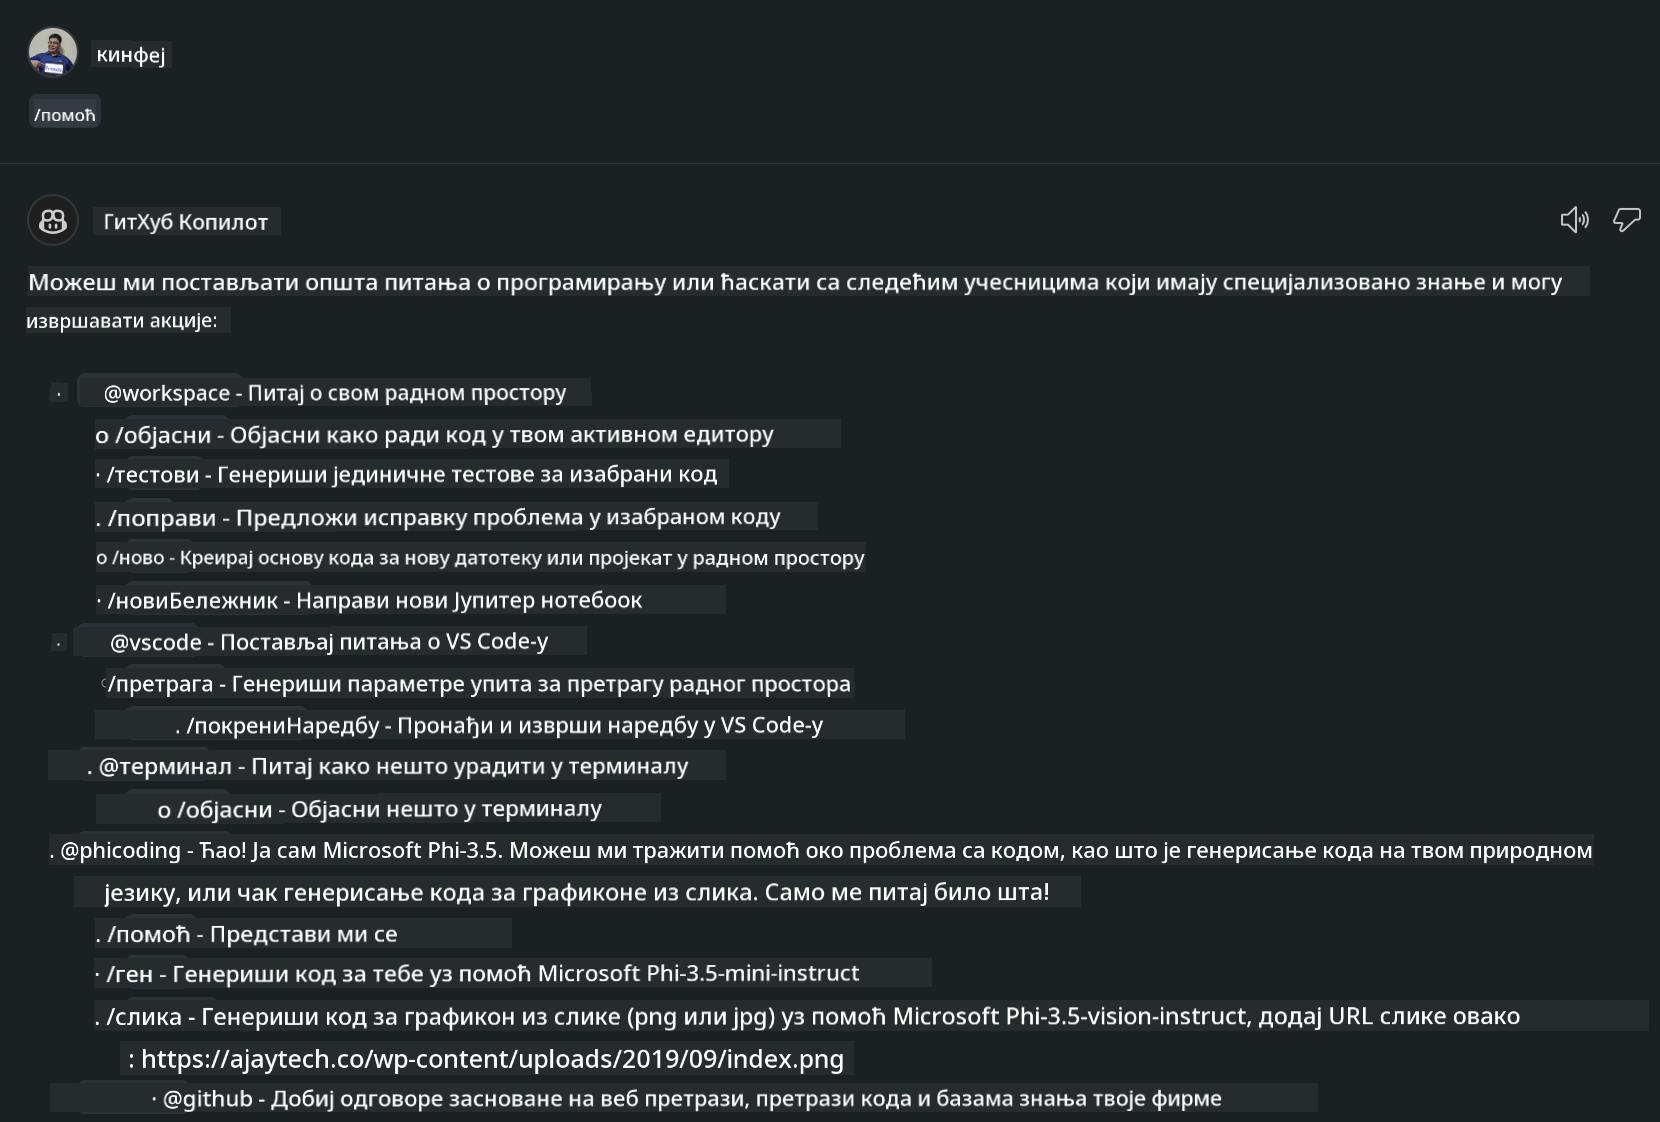 кинфеј
/помоћ
ГитХуб Копилот
Можеш ми постављати општа питања о програмирању или ћаскати са следећим учесницима који имају специјализовано знање и могу
извршавати акције:
· @workspace - Питај о свом радном простору
o /објасни - Објасни како ради код у твом активном едитору
· /тестови - Генериши јединичне тестове за изабрани код
. /поправи - Предложи исправку проблема у изабраном коду
o /ново - Креирај основу кода за нову датотеку или пројекат у радном простору
· /новиБележник - Направи нови Јупитер нотебоок
· @vscode - Постављај питања о VS Code-у
/претрага - Генериши параметре упита за претрагу радног простора
. /покрениНаредбу - Пронађи и изврши наредбу у VS Code-у
. @терминал - Питај како нешто урадити у терминалу
o /објасни - Објасни нешто у терминалу
. @phicoding - Ћао! Ја сам Microsoft Phi-3.5. Можеш ми тражити помоћ око проблема са кодом, као што је генерисање кода на твом природном
језику, или чак генерисање кода за графиконе из слика. Само ме питај било шта!
. /помоћ - Представи ми се
· /ген - Генериши код за тебе уз помоћ Microsoft Phi-3.5-mini-instruct
. /слика - Генериши код за графикон из слике (png или jpg) уз помоћ Microsoft Phi-3.5-vision-instruct, додај URL слике овако
: https://ajaytech.co/wp-content/uploads/2019/09/index.png
· @github - Добиј одговоре засноване на веб претрази, претрази кода и базама знања твоје фирме